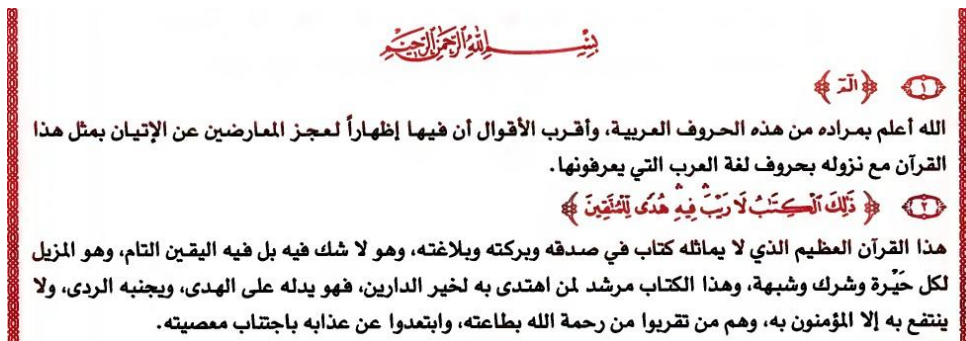 بِسْمِ اللَّهِ الرَّحْمَٰنِ الرَّحِيمِ
١ ﴿ الٓمٓ ﴾
الله أعلم بمراده من هذه الحروف العربية، وأقرب الأقوال أن فيها إظهاراً لعجز المعارضين عن الإتيان بمثل هذا
القرآن مع نزوله بحروف لغة العرب التي يعرفونها.
٢ ﴿ ذَٰلِكَ ٱلْكِتَٰبُ لَا رَيْبَۛ فِيهِۛ هُدًى لِّلْمُتَّقِينَ ﴾
هذا القرآن العظيم الذي لا يماثله كتاب في صدقه وبركته وبلاغته، وهو لا شك فيه بل فيه اليقين التام، وهو المزيل
لكل حَيْرة وشرك وشبهة، وهذا الكتاب مرشد لمن اهتدى به لخير الدارين، فهو يدله على الهدى، ويجنبه الردى، ولا
ينتفع به إلا المؤمنون به، وهم من تقربوا من رحمة الله بطاعته، وابتعدوا عن عذابه باجتناب معصيته.